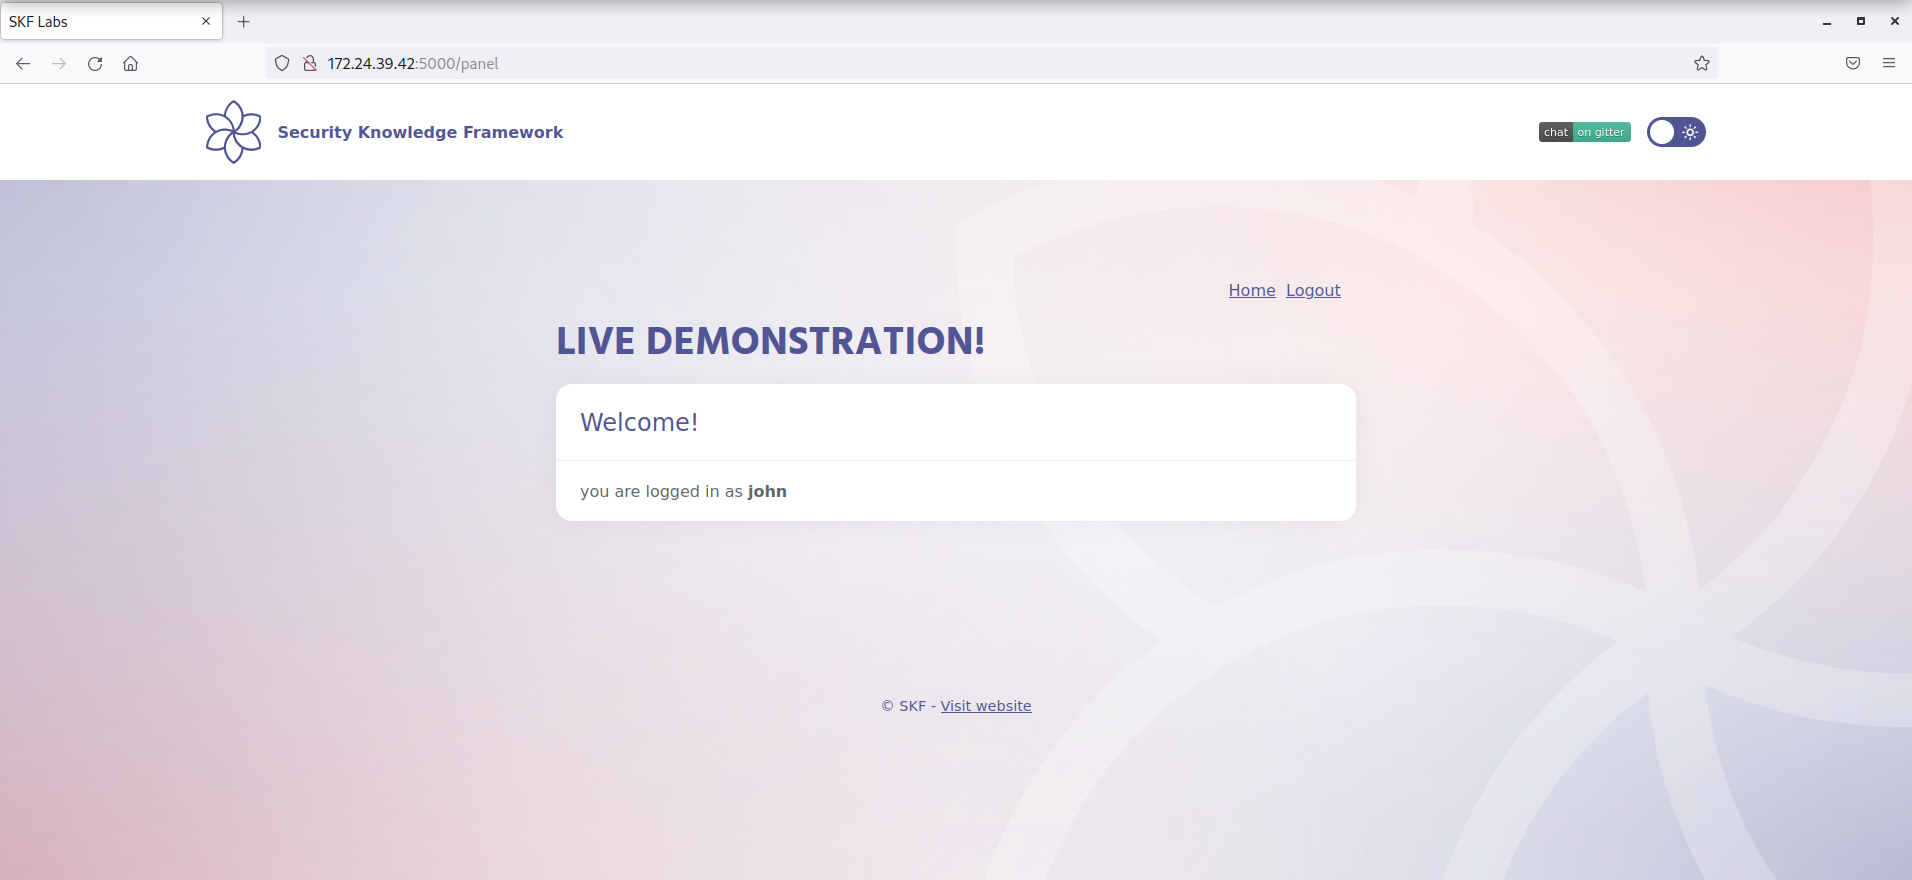 SKF Labs
172.24.39.42:5000/panel
Security Knowledge Framework
chat on gitter
Home Logout
LIVE DEMONSTRATION!
Welcome!
you are logged in as john
© SKF - Visit website